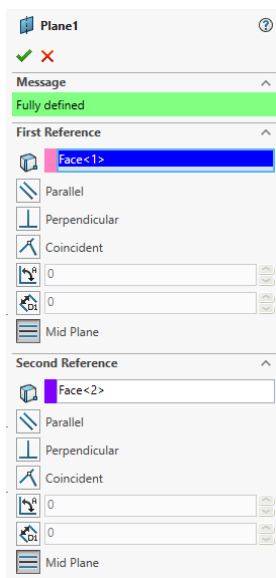 Plane1
Message
Fully defined
First Reference
Face<1>
Parallel
Perpendicular
Coincident
0
0
Mid Plane
Second Reference
Face<2>
Parallel
Perpendicular
Coincident
0
0
Mid Plane